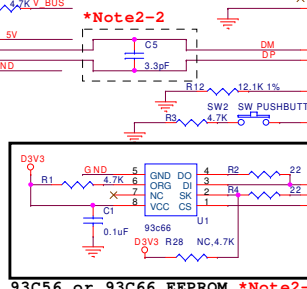 4.7K V_BUS
*Note2-2
5V
C5
DM
DP
ND
3.3pF
R12 12.1K 1%
SW2 SW_PUSHBUTT
R3 4.7K
D3V3
GND
R1 4.7K
5 GND DO 4
6 ORG DI 3
7 NC SK 2
8 VCC CS 1
R2 22
R4 22
C1
U1
0.1uF
93c66
D3V3 R28 NC,4.7K
93C56 or 93C66 EEPROM *Note2-